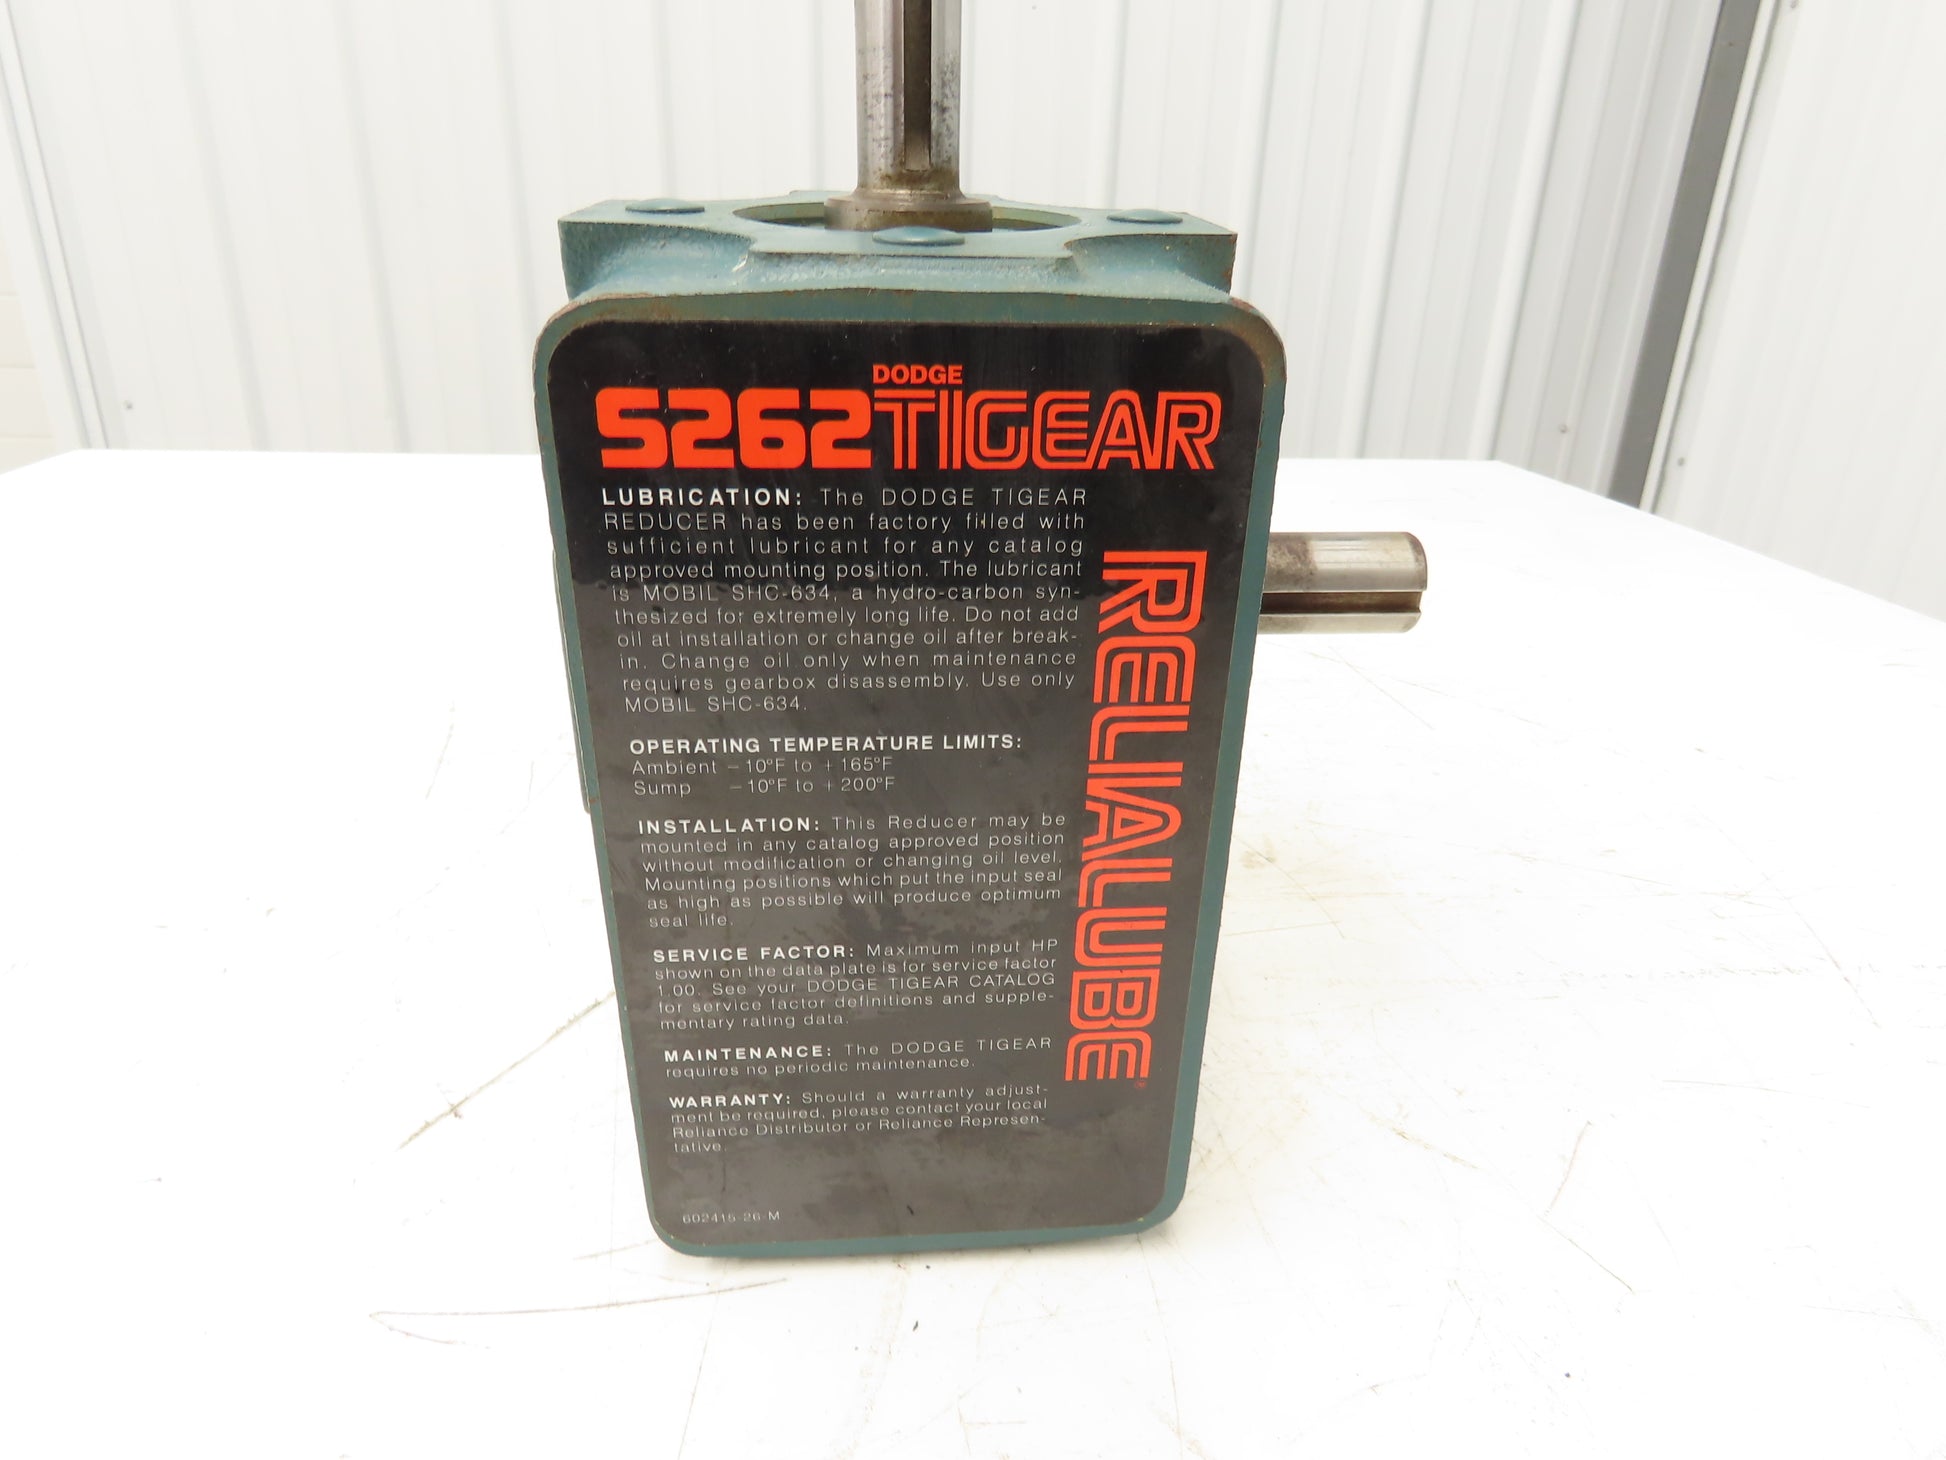 DODGE
S262 TIGEAR
LUBRICATION: The DODGE TIGEAR
REDUCER has been factory filled with
sufficient lubricant for any catalog
approved mounting position. The lubricant
is MOBIL SHC-634, a hydro-carbon syn-
thesized for extremely long life. Do not add
oil at installation or change oil after break-
in. Change oil only when maintenance
requires gearbox disassembly. Use only
MOBIL SHC-634.
OPERATING TEMPERATURE LIMITS:
Ambient –10°F to +165°F
Sump –10°F to +200°F
INSTALLATION: This Reducer may be
mounted in any catalog approved position
without modification or changing oil level.
Mounting positions which put the input seal
as high as possible will produce optimum
seal life.
SERVICE FACTOR: Maximum input HP
shown on the data plate is for service factor
1.00. See your DODGE TIGEAR CATALOG
for service factor definitions and supple-
mentary rating data.
MAINTENANCE: The DODGE TIGEAR
requires no periodic maintenance.
WARRANTY: Should a warranty adjust-
ment be required, please contact your local
Reliance Distributor or Reliance Represen-
tative.
602415-26-M
RELIALUBE®